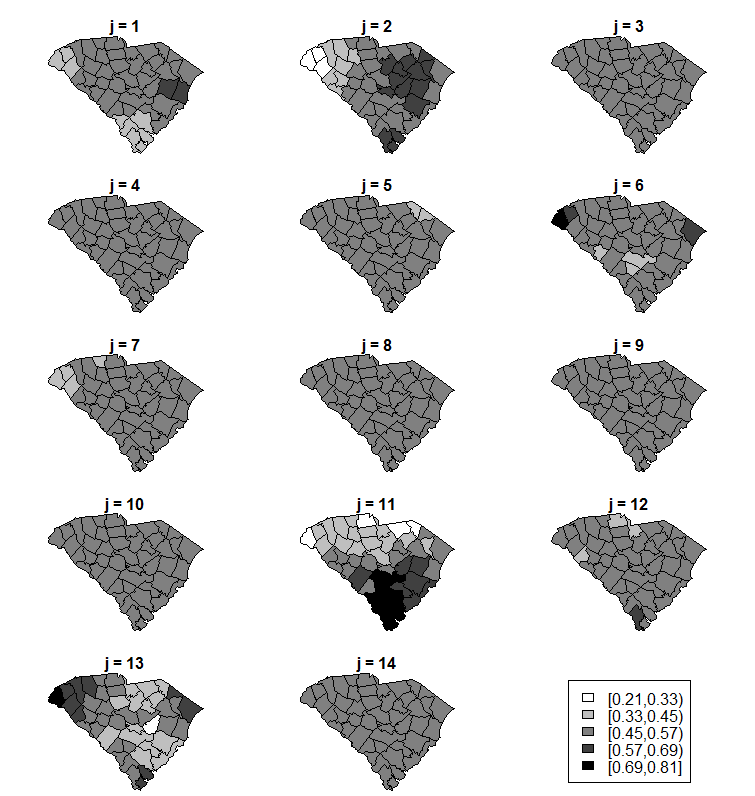 j = 1
j = 2
j = 3
j = 4
j = 5
j = 6
j = 7
j = 8
j = 9
j = 10
j = 11
j = 12
j = 13
j = 14
[0.21,0.33)
[0.33,0.45)
[0.45,0.57)
[0.57,0.69)
[0.69,0.81]